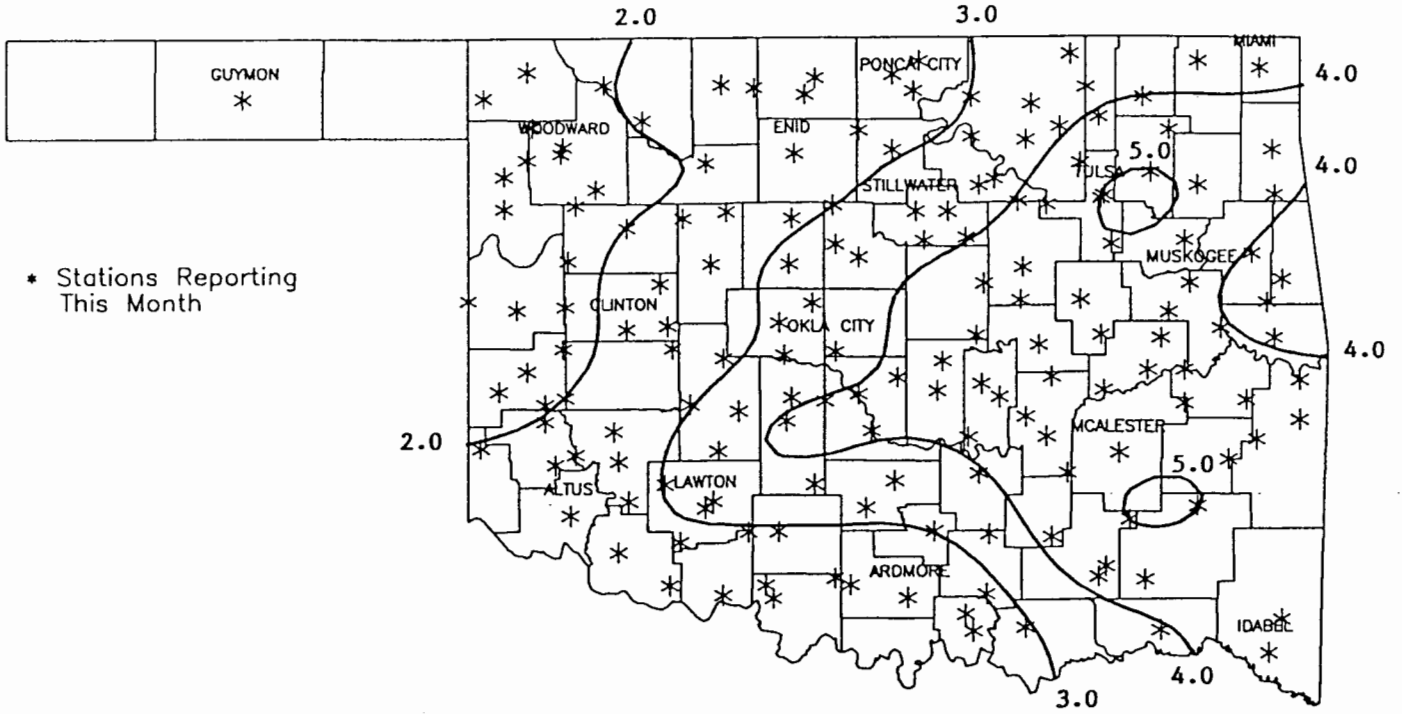 2.0
3.0
MIAMI
PONCA CITY
GUYMON
4.0
WOODWARD
ENID
5.0
4.0
TULSA
STILLWATER
MUSKOGEE
* Stations Reporting
This Month
CLINTON
OKLA CITY
4.0
2.0
MCALESTER
5.0
LAWTON
ALTUS
ARDMORE
IDABEL
4.0
3.0